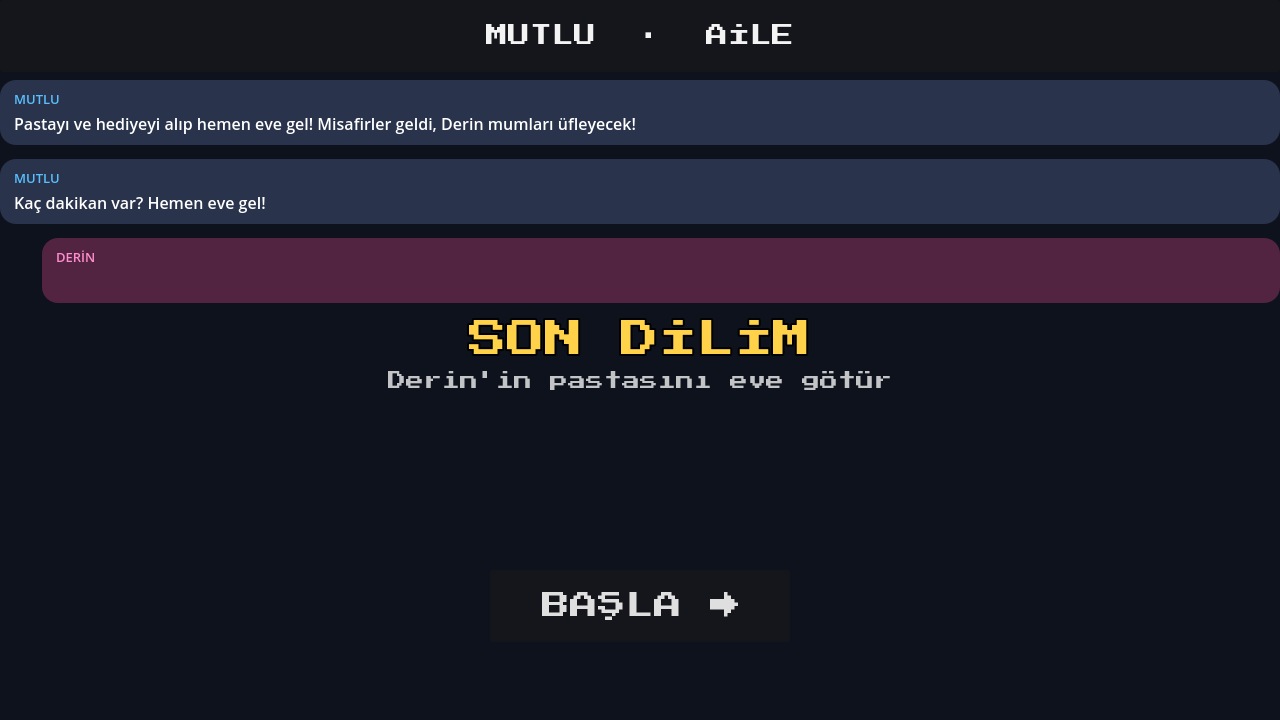 MUTLU · AiLE
MUTLU
Pastayı ve hediyeyi alıp hemen eve gel! Misafirler geldi, Derin mumları üfleyecek!
MUTLU
Kaç dakikan var? Hemen eve gel!
DERİN
SON DiLiM
Derin'in pastasını eve götür
BAŞLA ➡